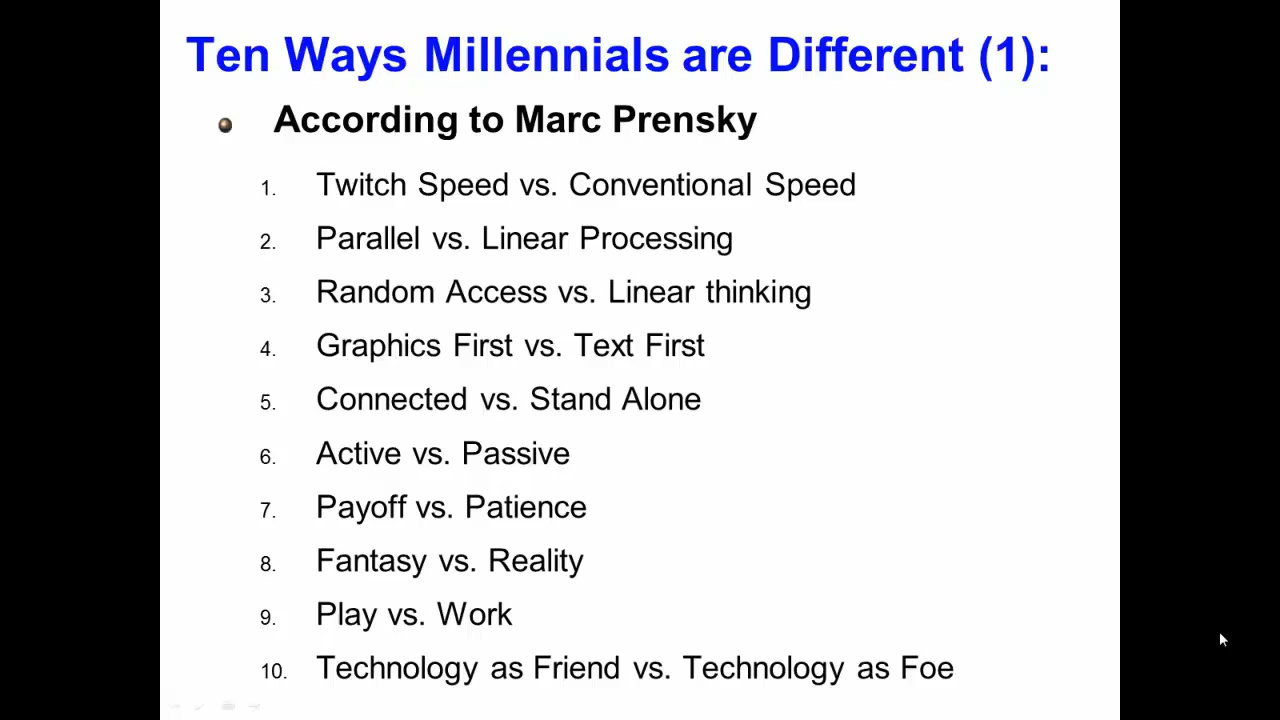 Ten Ways Millennials are Different (1):
According to Marc Prensky
1. Twitch Speed vs. Conventional Speed
2. Parallel vs. Linear Processing
3. Random Access vs. Linear thinking
4. Graphics First vs. Text First
5. Connected vs. Stand Alone
6. Active vs. Passive
7. Payoff vs. Patience
8. Fantasy vs. Reality
9. Play vs. Work
10. Technology as Friend vs. Technology as Foe